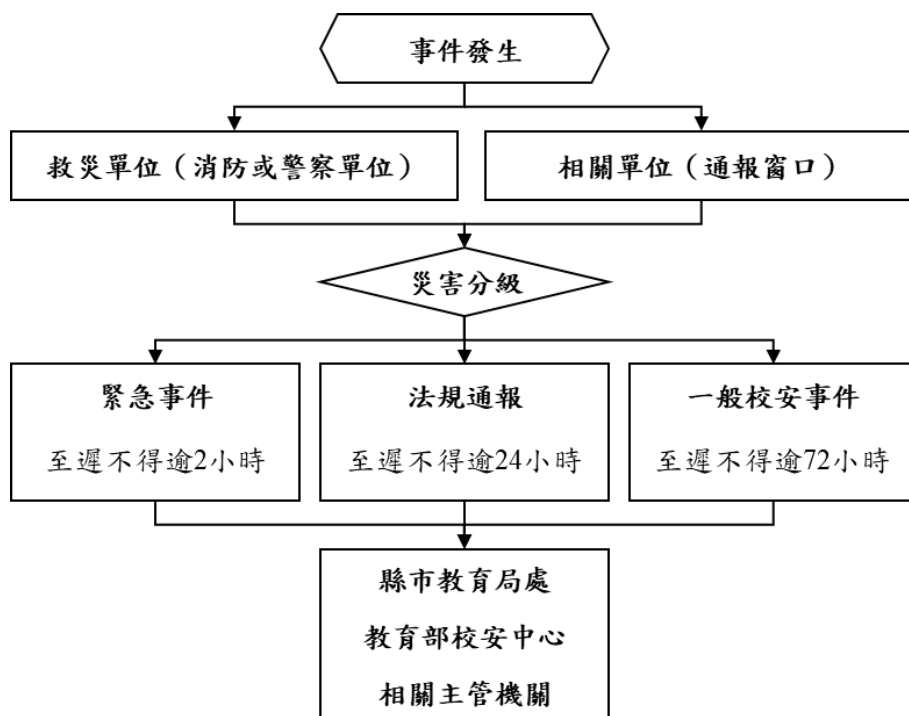 事件發生
救災單位（消防或警察單位）
相關單位（通報窗口）
災害分級
緊急事件
至遲不得逾2小時
法規通報
至遲不得逾24小時
一般校安事件
至遲不得逾72小時
縣市教育局處
教育部校安中心
相關主管機關